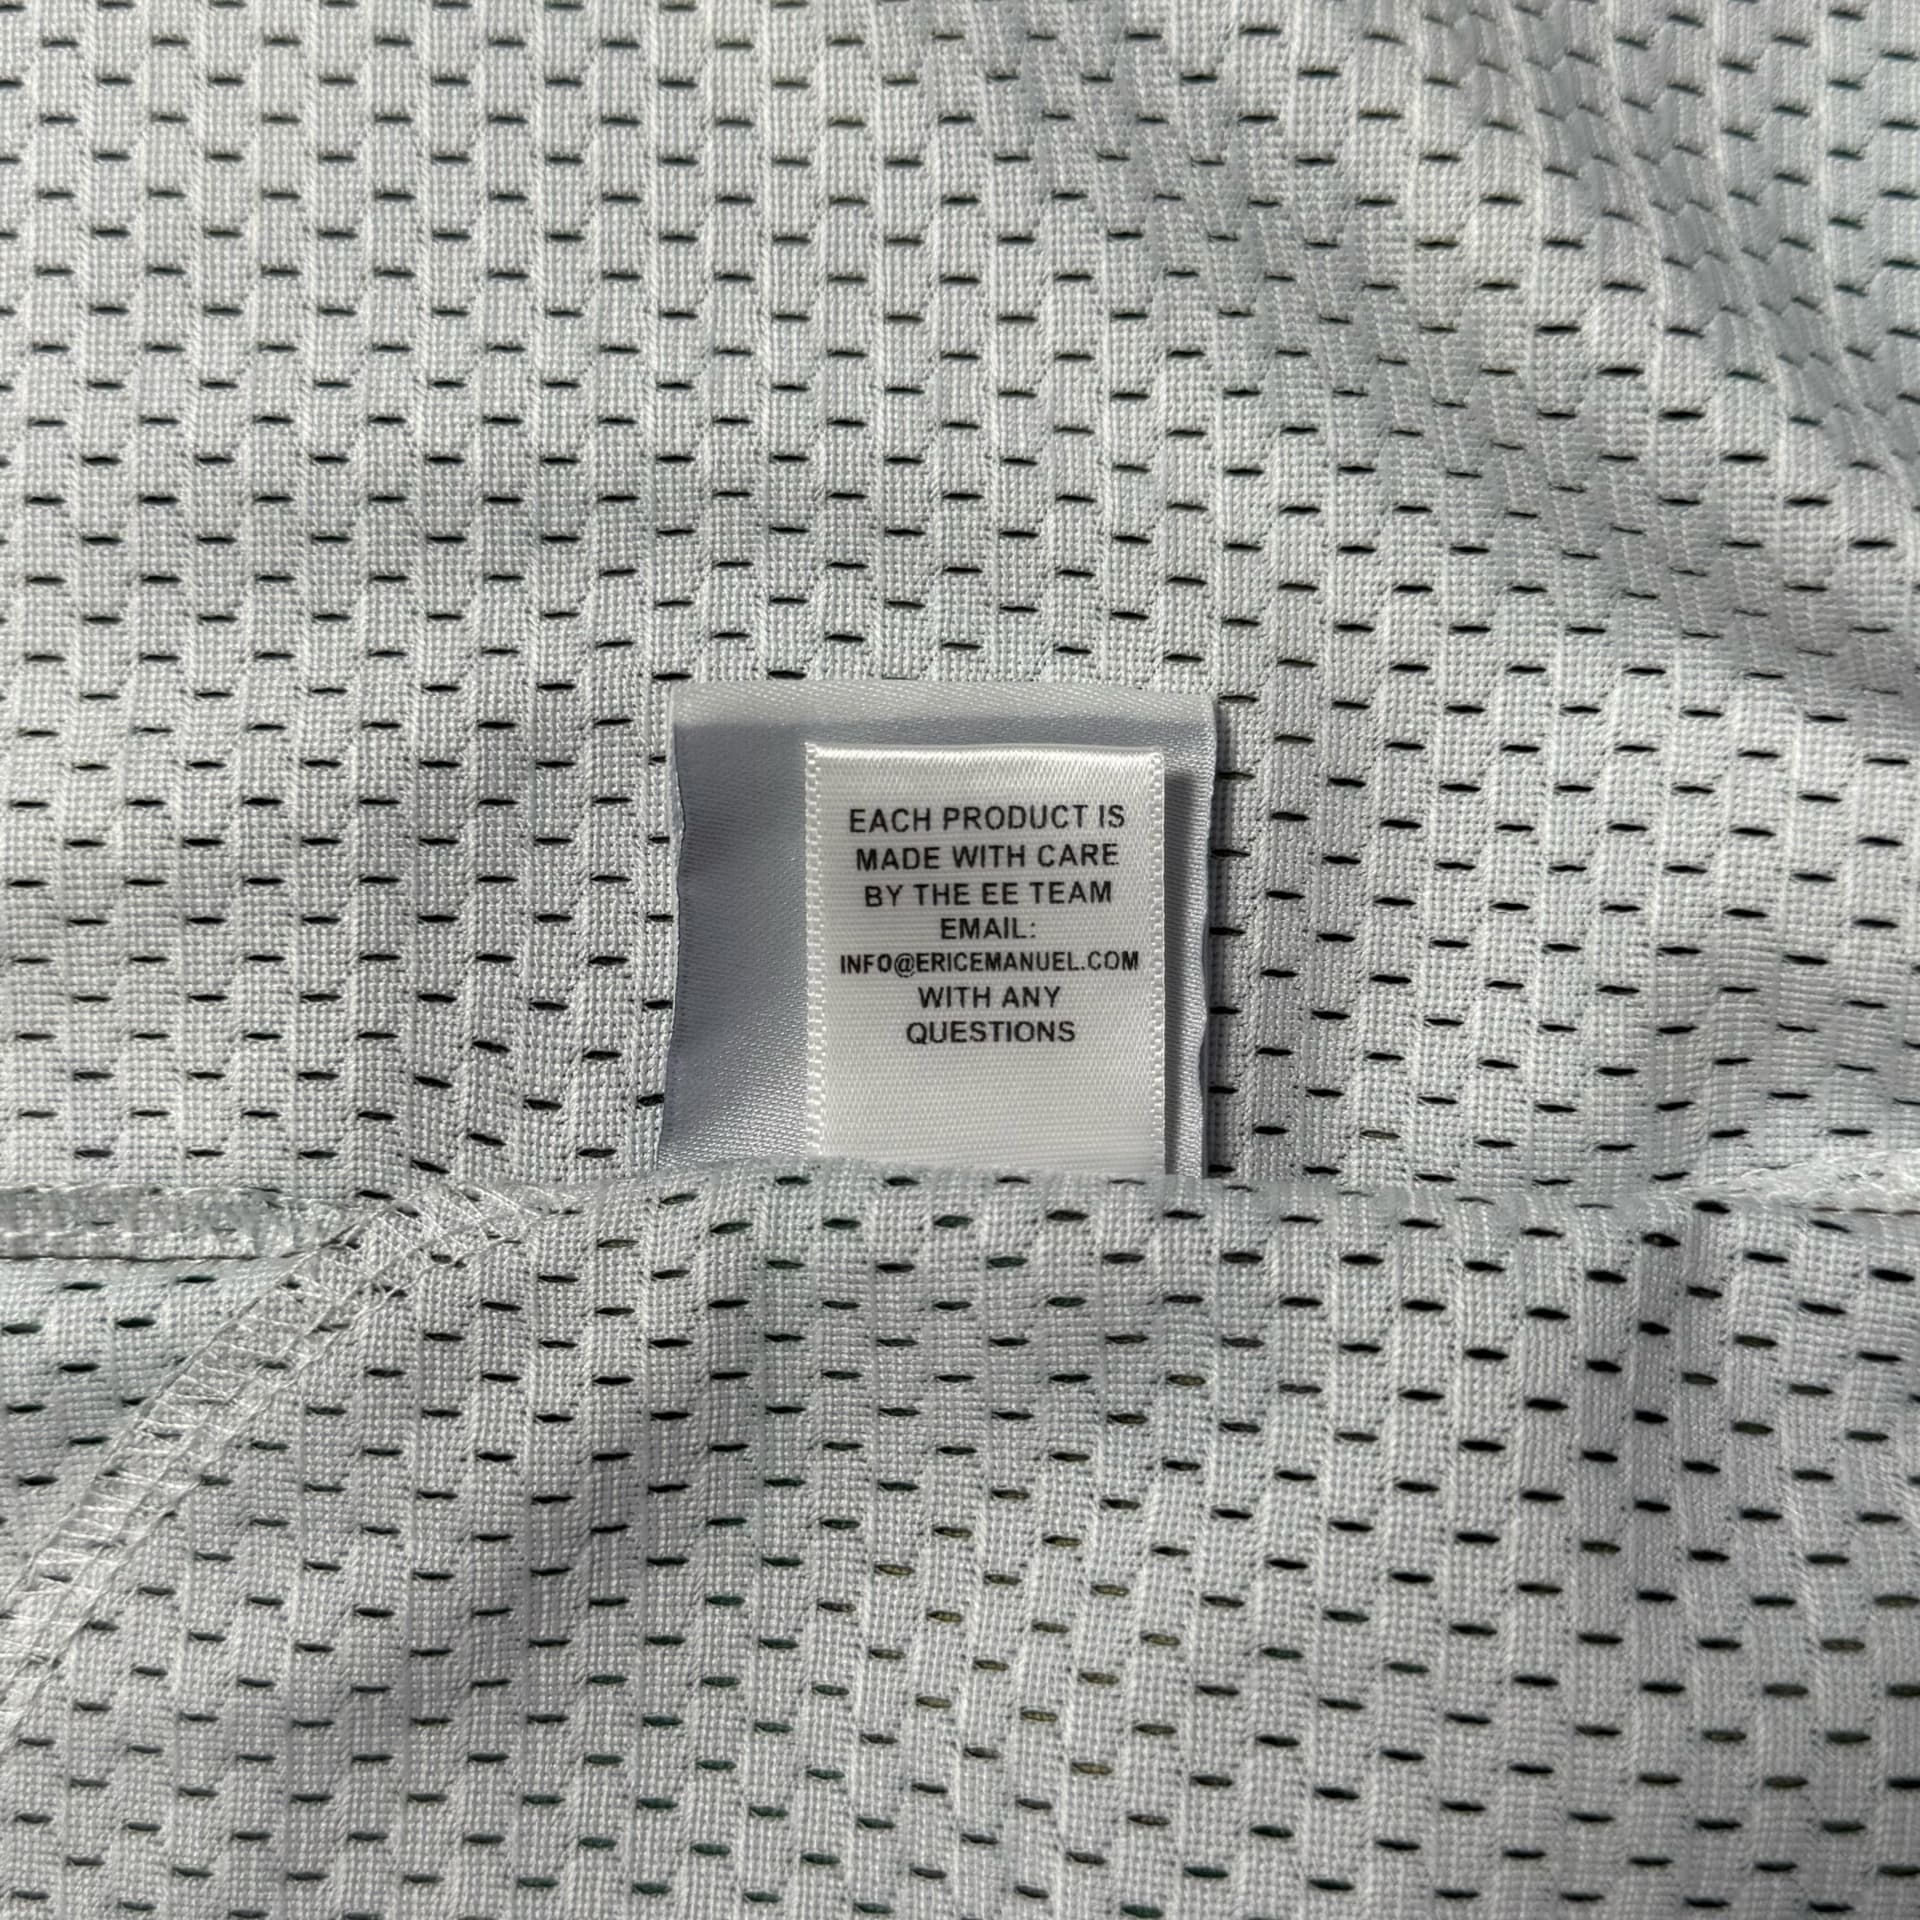 EACH PRODUCT IS
MADE WITH CARE
BY THE EE TEAM
EMAIL:
INFO@ERICEMANUEL.COM
WITH ANY
QUESTIONS